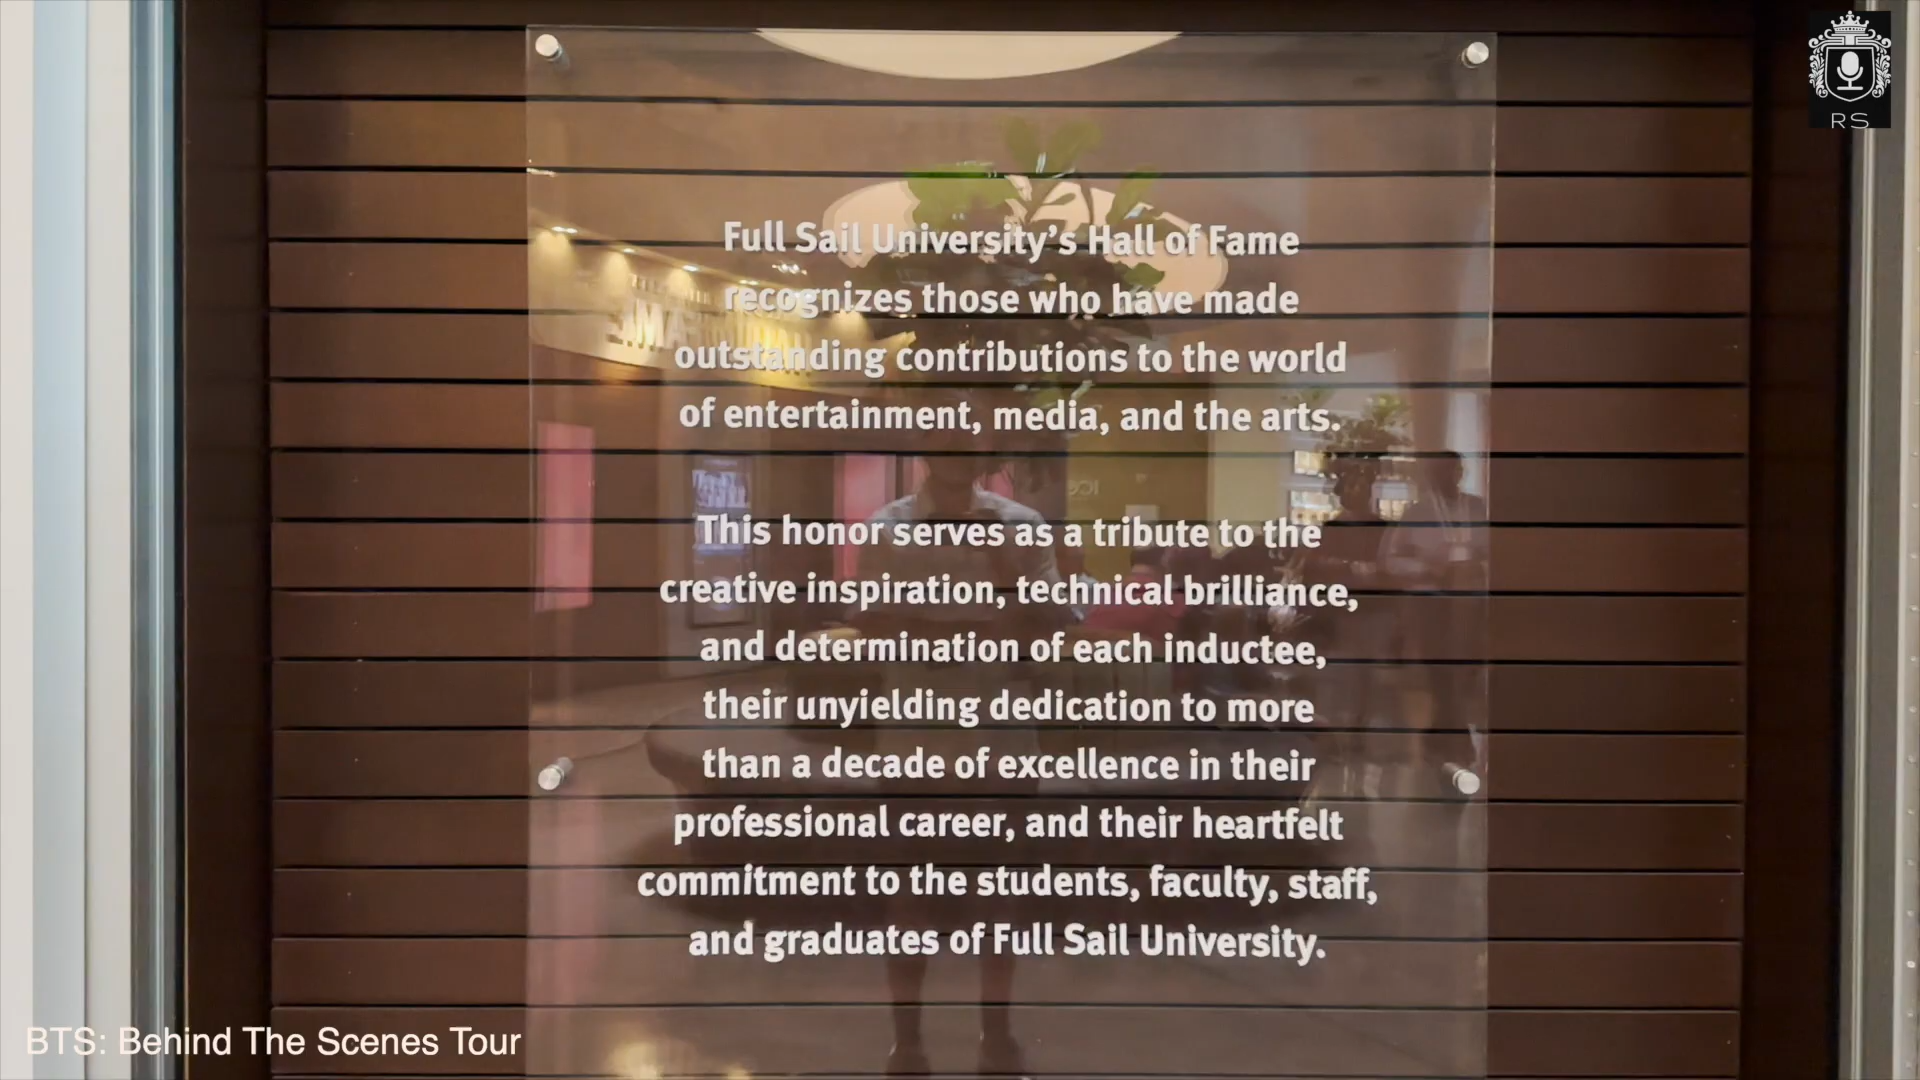 RS
Full Sail University’s Hall of Fame
recognizes those who have made
outstanding contributions to the world
of entertainment, media, and the arts.
This honor serves as a tribute to the
creative inspiration, technical brilliance,
and determination of each inductee,
their unyielding dedication to more
than a decade of excellence in their
professional career, and their heartfelt
commitment to the students, faculty, staff,
and graduates of Full Sail University.
BTS: Behind The Scenes Tour